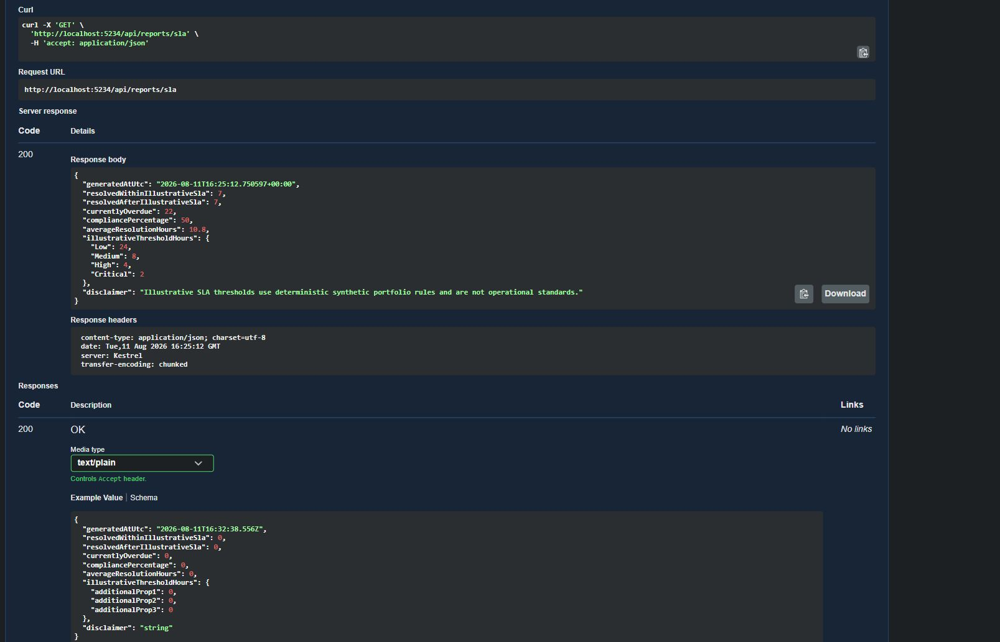 Curl
curl -X 'GET' \
  'http://localhost:5234/api/reports/sla' \
  -H 'accept: application/json'
Request URL
http://localhost:5234/api/reports/sla
Server response
Code Details
200
Response body
{
  "generatedAtUtc": "2026-08-11T16:25:12.750597+00:00",
  "resolvedWithinIllustrativeSla": 7,
  "resolvedAfterIllustrativeSla": 7,
  "currentlyOverdue": 22,
  "compliancePercentage": 50,
  "averageResolutionHours": 10.8,
  "illustrativeThresholdHours": {
    "Low": 24,
    "Medium": 8,
    "High": 4,
    "Critical": 2
  },
  "disclaimer": "Illustrative SLA thresholds use deterministic synthetic portfolio rules and are not operational standards."
}
Download
Response headers
content-type: application/json; charset=utf-8
date: Tue,11 Aug 2026 16:25:12 GMT
server: Kestrel
transfer-encoding: chunked
Responses
Code Description Links
200 OK No links
Media type
text/plain
Controls Accept header.
Example Value | Schema
{
  "generatedAtUtc": "2026-08-11T16:32:38.556Z",
  "resolvedWithinIllustrativeSla": 0,
  "resolvedAfterIllustrativeSla": 0,
  "currentlyOverdue": 0,
  "compliancePercentage": 0,
  "averageResolutionHours": 0,
  "illustrativeThresholdHours": {
    "additionalProp1": 0,
    "additionalProp2": 0,
    "additionalProp3": 0
  },
  "disclaimer": "string"
}